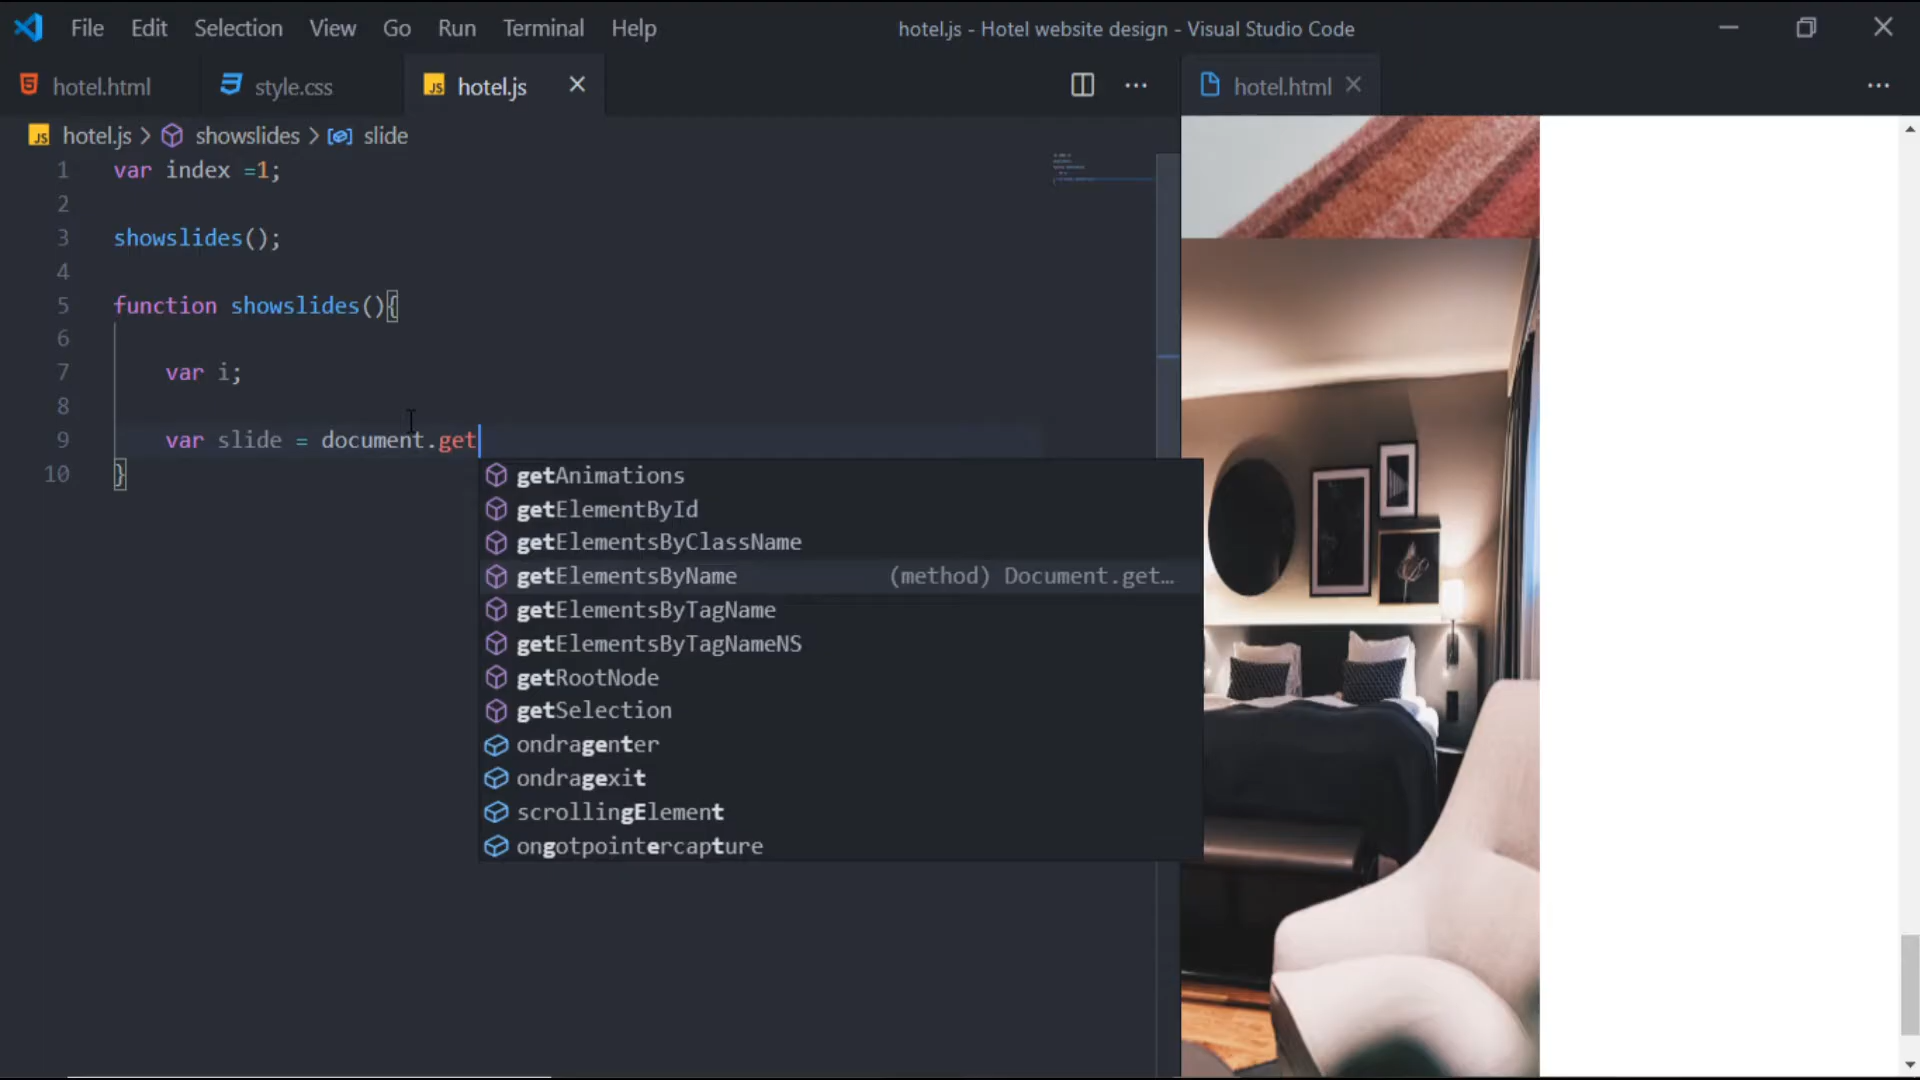 File Edit Selection View Go Run Terminal Help hotel.js - Hotel website design - Visual Studio Code
hotel.html style.css JS hotel.js hotel.html
JS hotel.js > showslides > slide
1 var index =1;
2
3 showslides();
4
5 function showslides(){
6
7 var i;
8
9 var slide = document.get
10 }
getAnimations
getElementById
getElementsByClassName
getElementsByName (method) Document.get…
getElementsByTagName
getElementsByTagNameNS
getRootNode
getSelection
ondragenter
ondragexit
scrollingElement
ongotpointercapture